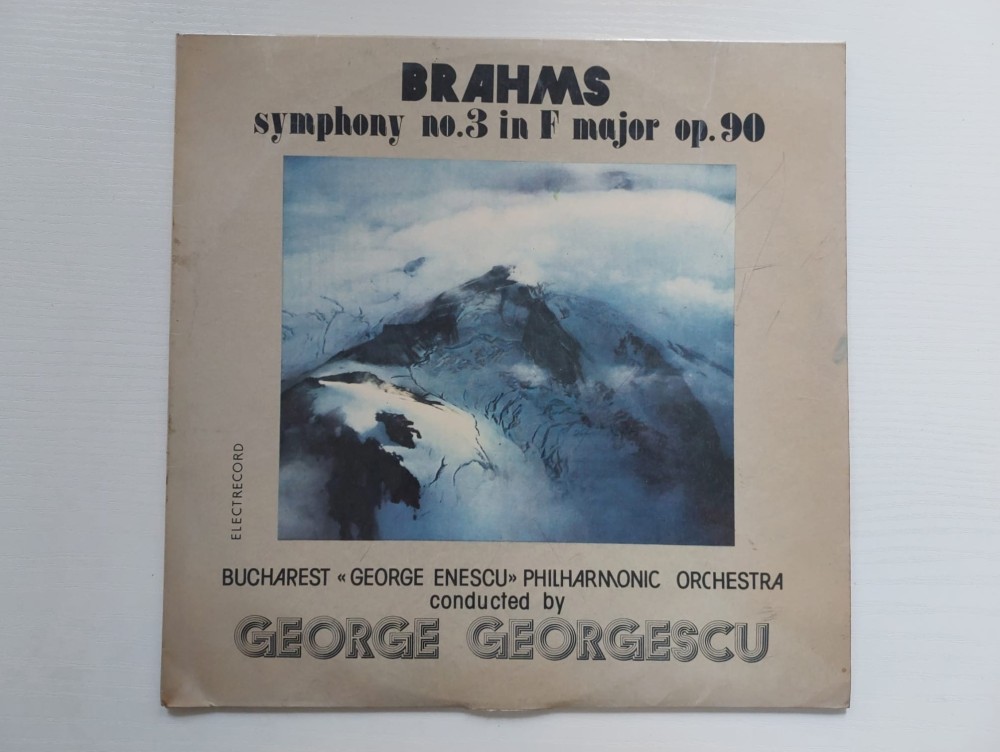 BRAHMS
symphony no.3 in F major op.90
ELECTRECORD
BUCHAREST «GEORGE ENESCU» PHILHARMONIC ORCHESTRA
conducted by
GEORGE GEORGESCU